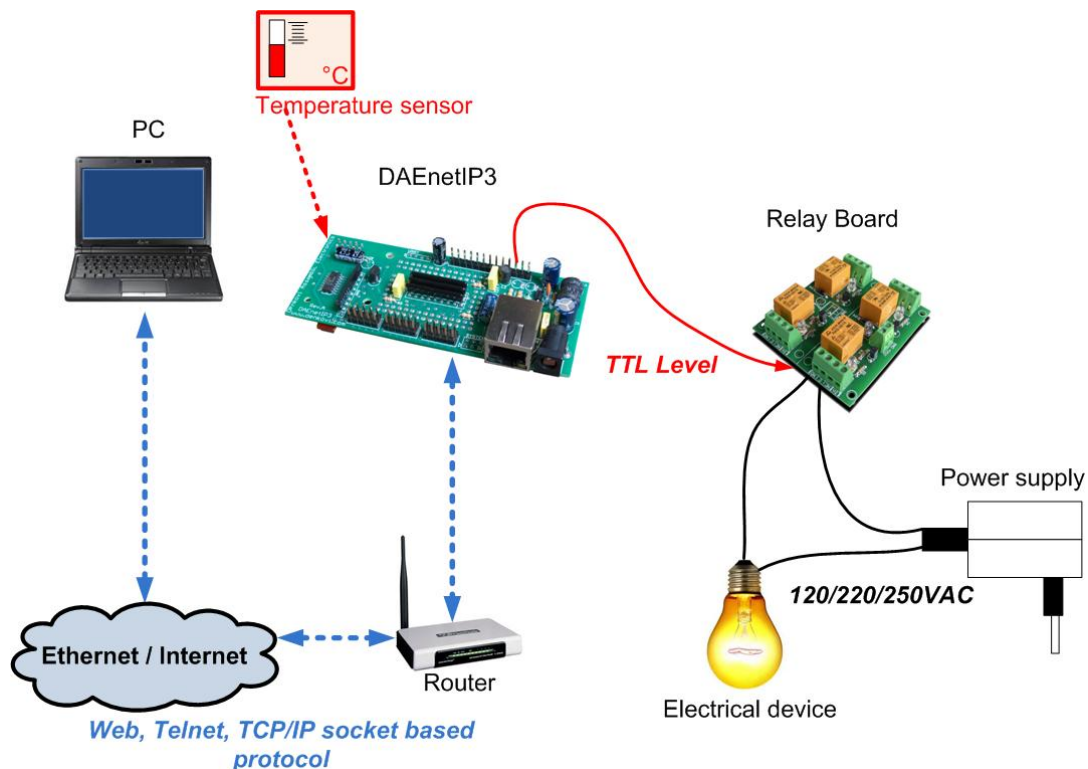 °C
Temperature sensor
PC
DAEnetIP3
Relay Board
DAEnetIP3
TTL Level
Power supply
120/220/250VAC
Ethernet / Internet
Router
Electrical device
Web, Telnet, TCP/IP socket based
protocol